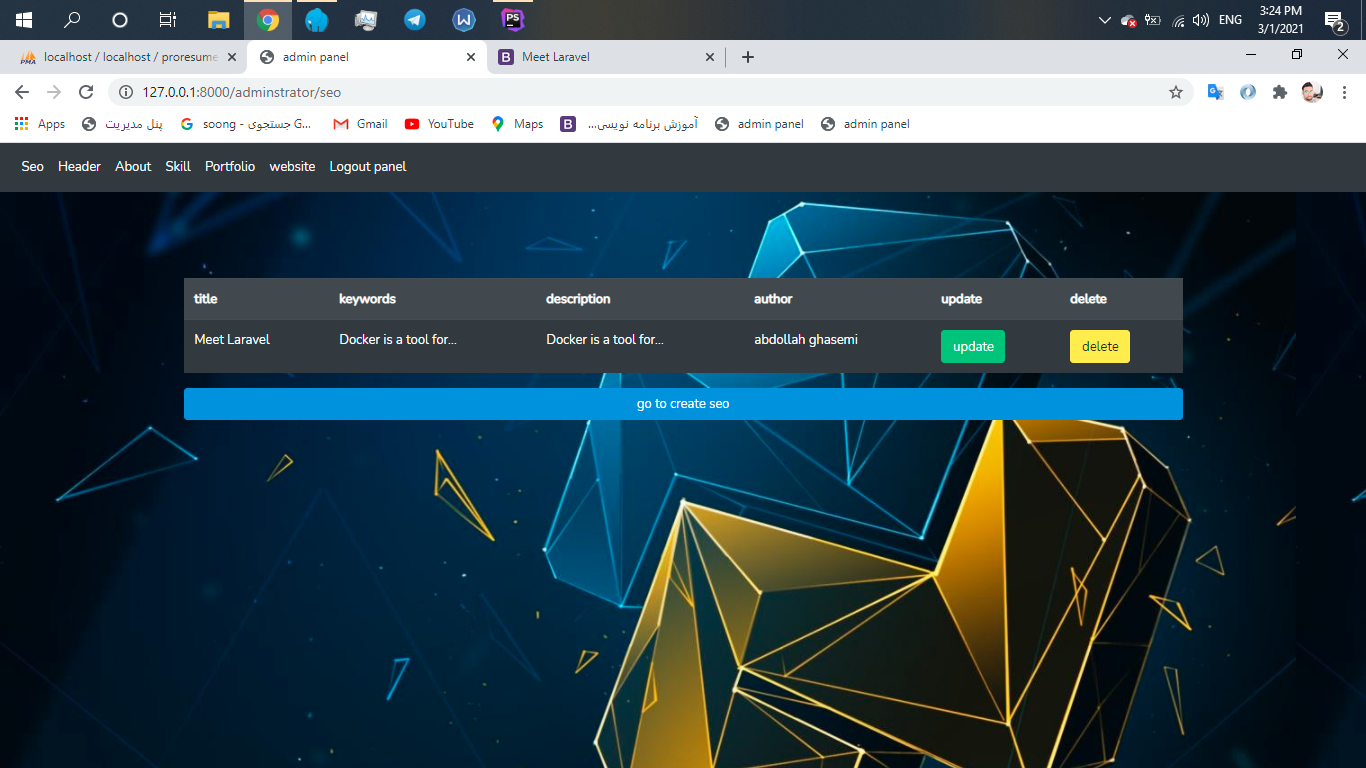 ENG
3:24 PM
3/1/2021
2
localhost / localhost / proresume
admin panel
Meet Laravel
127.0.0.1:8000/adminstrator/seo
Apps
پنل مدیریت
soong - جستجوی G...
Gmail
YouTube
Maps
آموزش برنامه نویسی...
admin panel
admin panel
Seo Header About Skill Portfolio website Logout panel
title keywords description author update delete
Meet Laravel Docker is a tool for... Docker is a tool for... abdollah ghasemi update delete
go to create seo